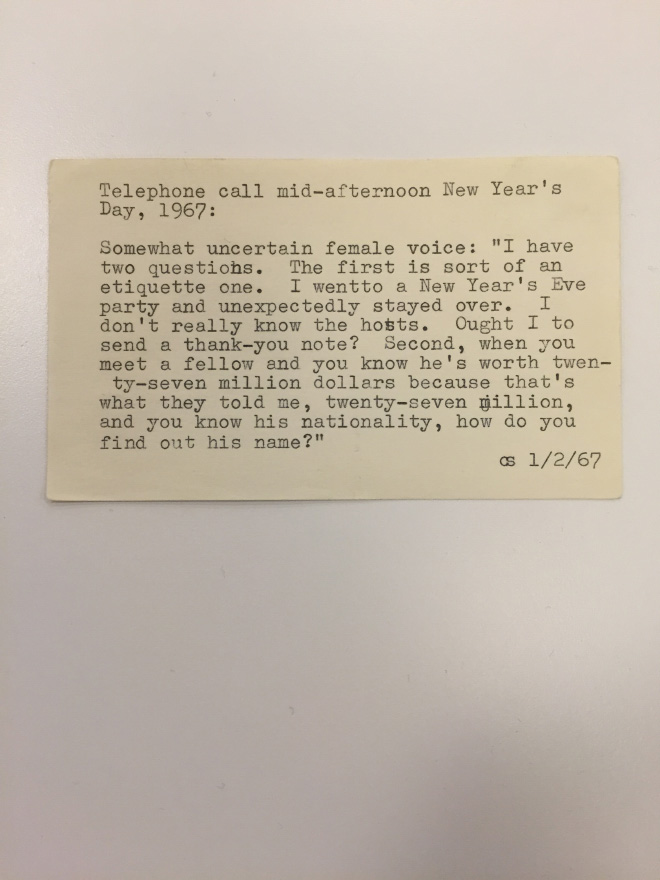 Telephone call mid-afternoon New Year's
Day, 1967:
Somewhat uncertain female voice: "I have
two questions.  The first is sort of an
etiquette one.  I wentto a New Year's Eve
party and unexpectedly stayed over.  I
don't really know the hosts.  Ought I to
send a thank-you note?  Second, when you
meet a fellow and you know he's worth twen-
ty-seven million dollars because that's
what they told me, twenty-seven million,
and you know his nationality, how do you
find out his name?"
cs 1/2/67